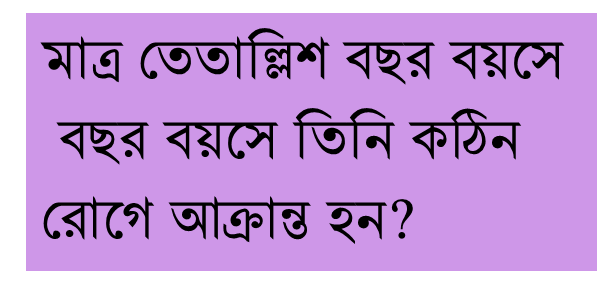 মাত্র তেতাল্লিশ বছর বয়সে
বছর বয়সে তিনি কঠিন
রোগে আক্রান্ত হন?